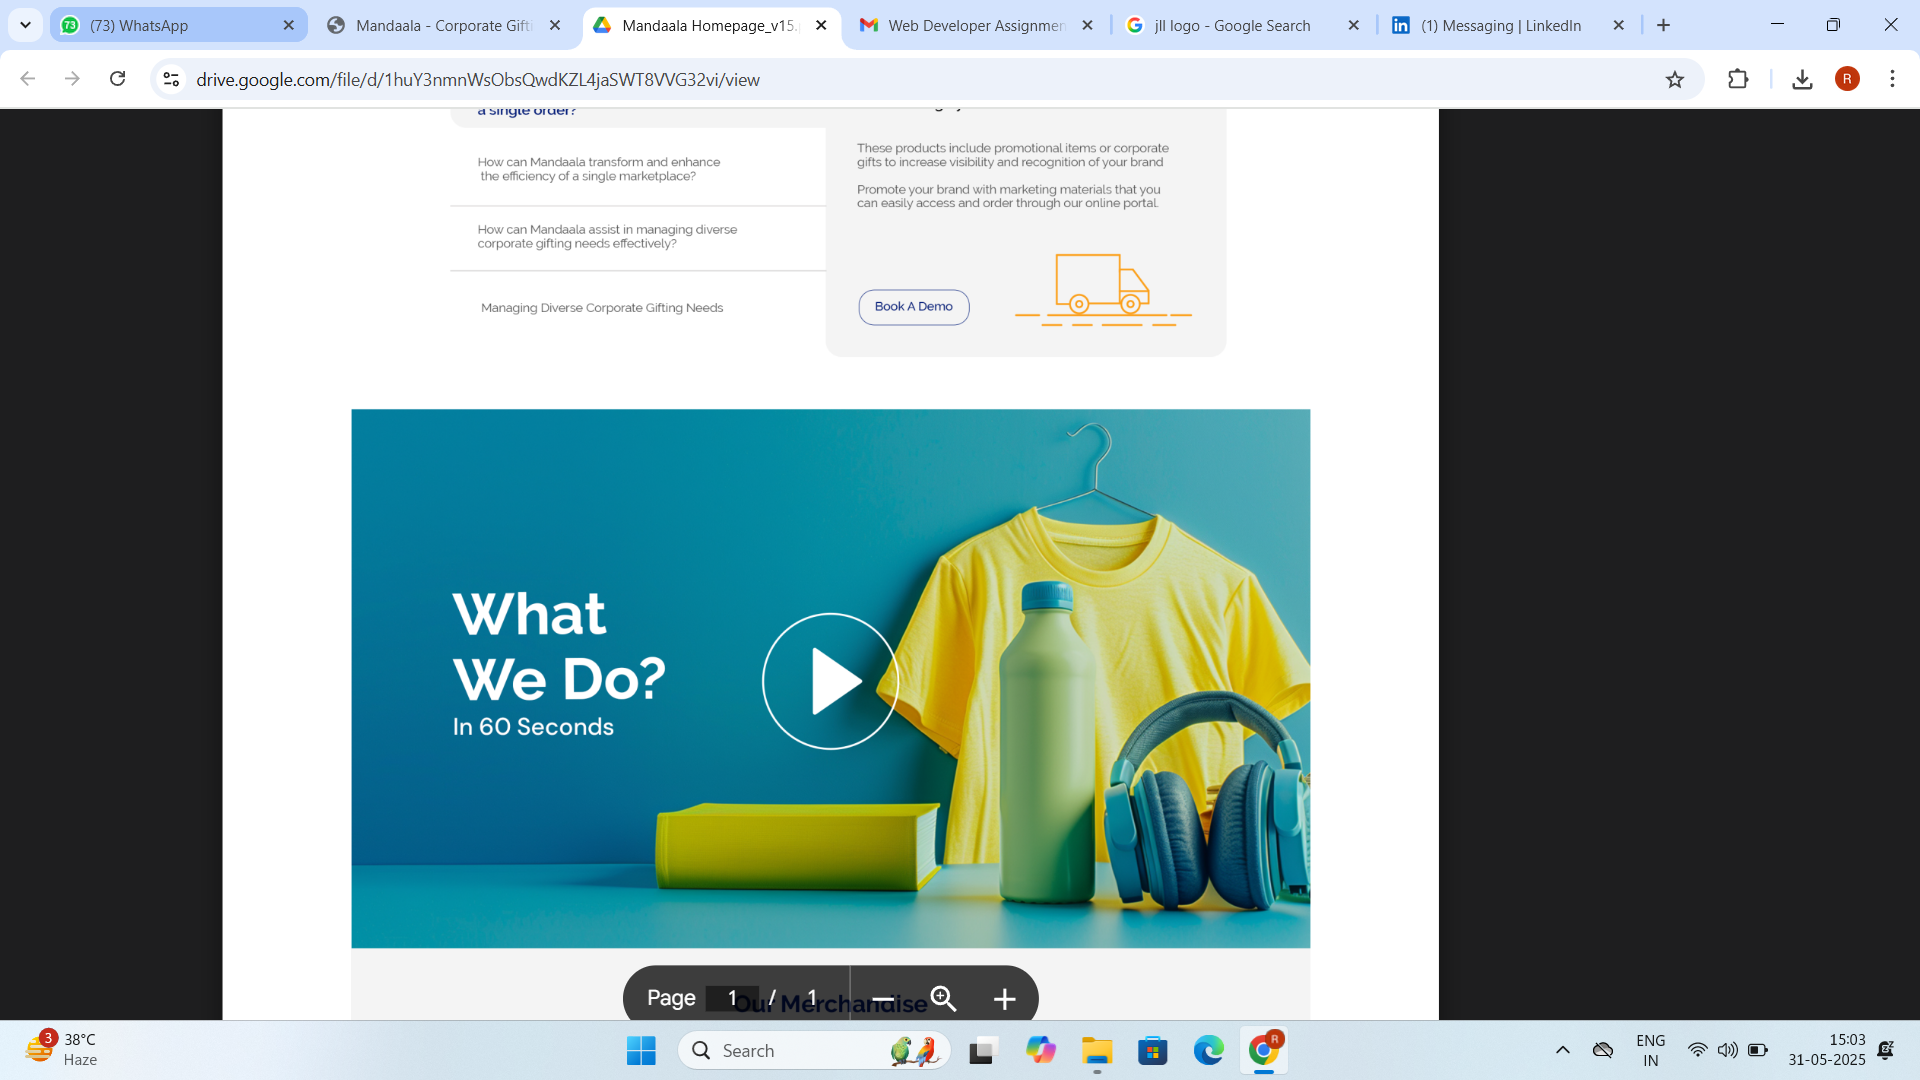 73
(73) WhatsApp
Mandaala - Corporate Gifti
Mandaala Homepage_v15.
Web Developer Assignmen
jll logo - Google Search
(1) Messaging | LinkedIn
drive.google.com/file/d/1huY3nmnWsObsQwdKZL4jaSWT8VVG32vi/view
R
a single order?
How can Mandaala transform and enhance
the efficiency of a single marketplace?
How can Mandaala assist in managing diverse
corporate gifting needs effectively?
Managing Diverse Corporate Gifting Needs
These products include promotional items or corporate
gifts to increase visibility and recognition of your brand
Promote your brand with marketing materials that you
can easily access and order through our online portal.
Book A Demo
What
We Do?
In 60 Seconds
Our Merchandise
Page 1 / 1
3
38°C
Haze
Search
R
ENG
IN
15:03
31-05-2025